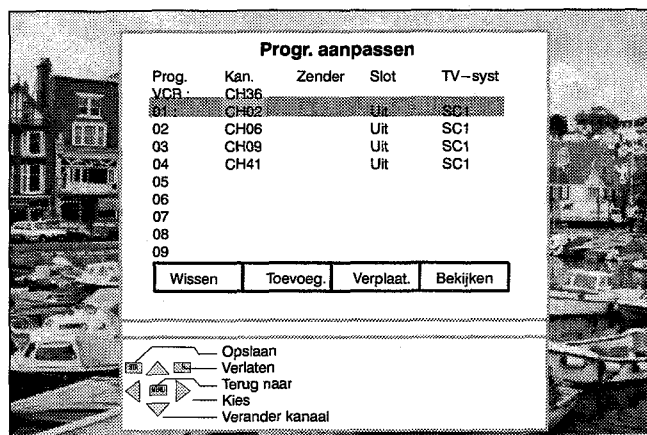 Progr. aanpassen
Prog. Kan. Zender Slot TV-syst
VCR : CH36
01 : CH02 Uit SC1
02 CH06 Uit SC1
03 CH09 Uit SC1
04 CH41 Uit SC1
05
06
07
08
09
Wissen Toevoeg. Verplaat. Bekijken
Opslaan
Verlaten
Terug naar
Kies
Verander kanaal
MENU